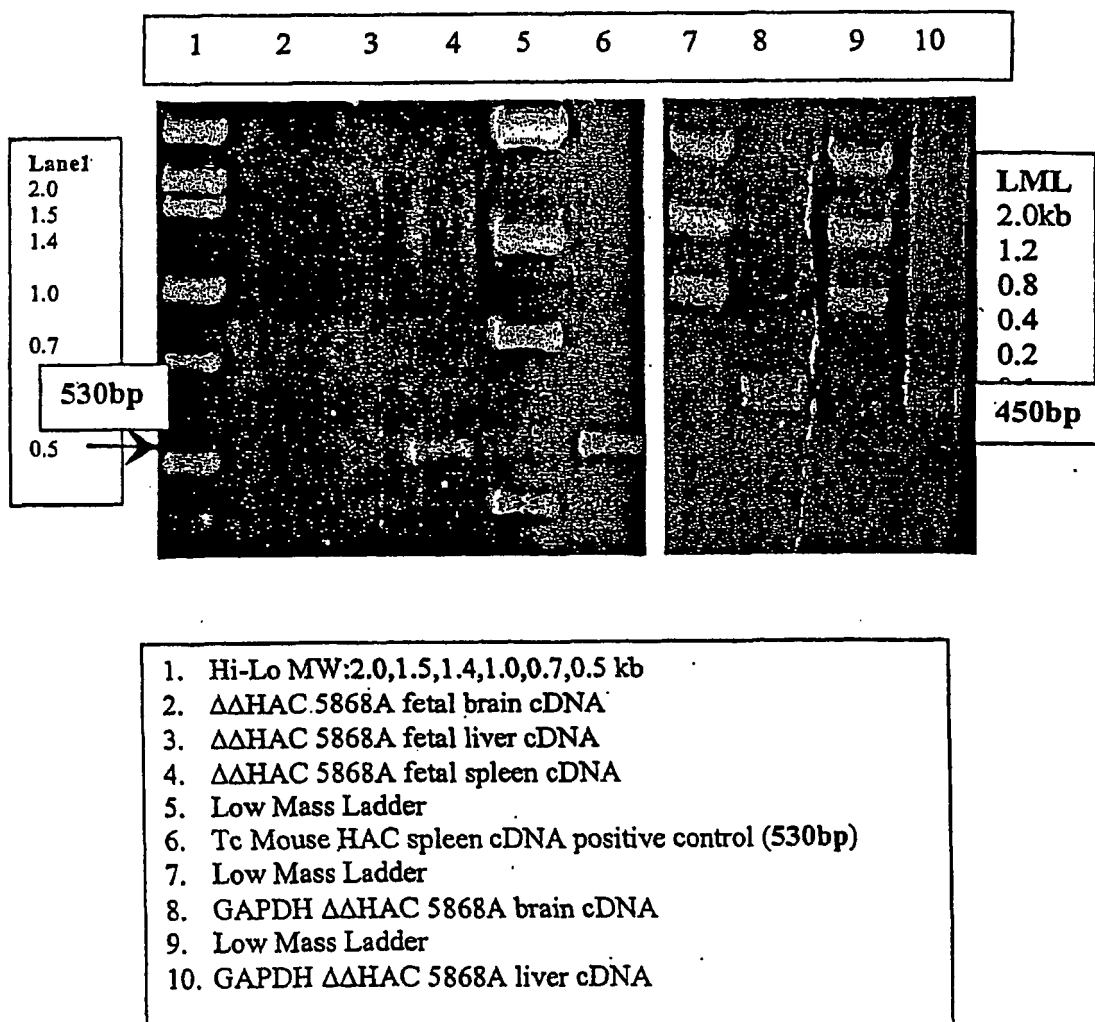 1 2 3 4 5 6 7 8 9 10
Lane1
2.0
1.5
1.4
1.0
0.7
530bp
0.5
LML
2.0kb
1.2
0.8
0.4
0.2
450bp
1. Hi-Lo MW:2.0,1.5,1.4,1.0,0.7,0.5 kb
2. ΔΔHAC 5868A fetal brain cDNA
3. ΔΔHAC 5868A fetal liver cDNA
4. ΔΔHAC 5868A fetal spleen cDNA
5. Low Mass Ladder
6. Tc Mouse HAC spleen cDNA positive control (530bp)
7. Low Mass Ladder
8. GAPDH ΔΔHAC 5868A brain cDNA
9. Low Mass Ladder
10. GAPDH ΔΔHAC 5868A liver cDNA